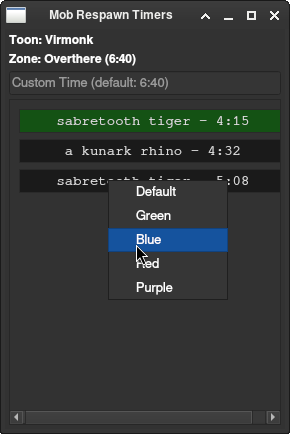 Mob Respawn Timers
Toon: Virmonk
Zone: Overthere (6:40)
Custom Time (default: 6:40)
sabretooth tiger - 4:15
a kunark rhino - 4:32
sabretooth tiger - 5:08
Default
Green
Blue
Red
Purple